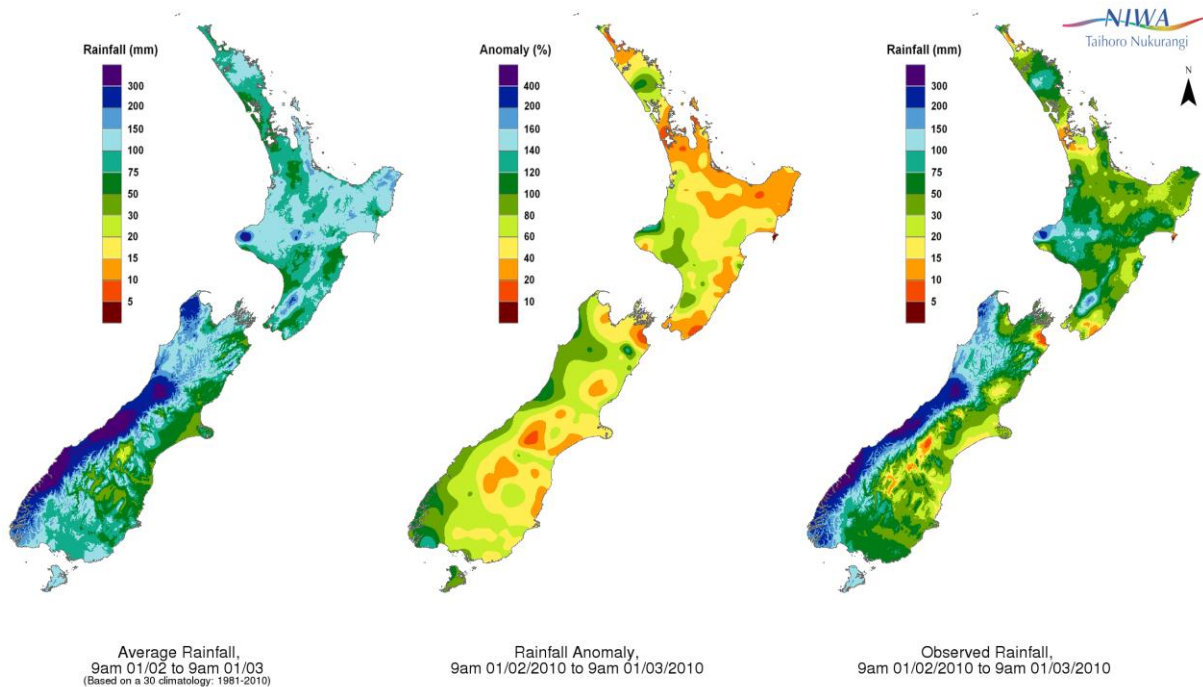 NIWA
Taihoro Nukurangi
N
Rainfall (mm)
300
200
150
100
75
50
30
20
15
10
5
Anomaly (%)
400
200
160
140
120
100
80
60
40
20
10
Rainfall (mm)
300
200
150
100
75
50
30
20
15
10
5
Average Rainfall,
9am 01/02 to 9am 01/03
(Based on a 30 climatology: 1981-2010)
Rainfall Anomaly,
9am 01/02/2010 to 9am 01/03/2010
Observed Rainfall,
9am 01/02/2010 to 9am 01/03/2010